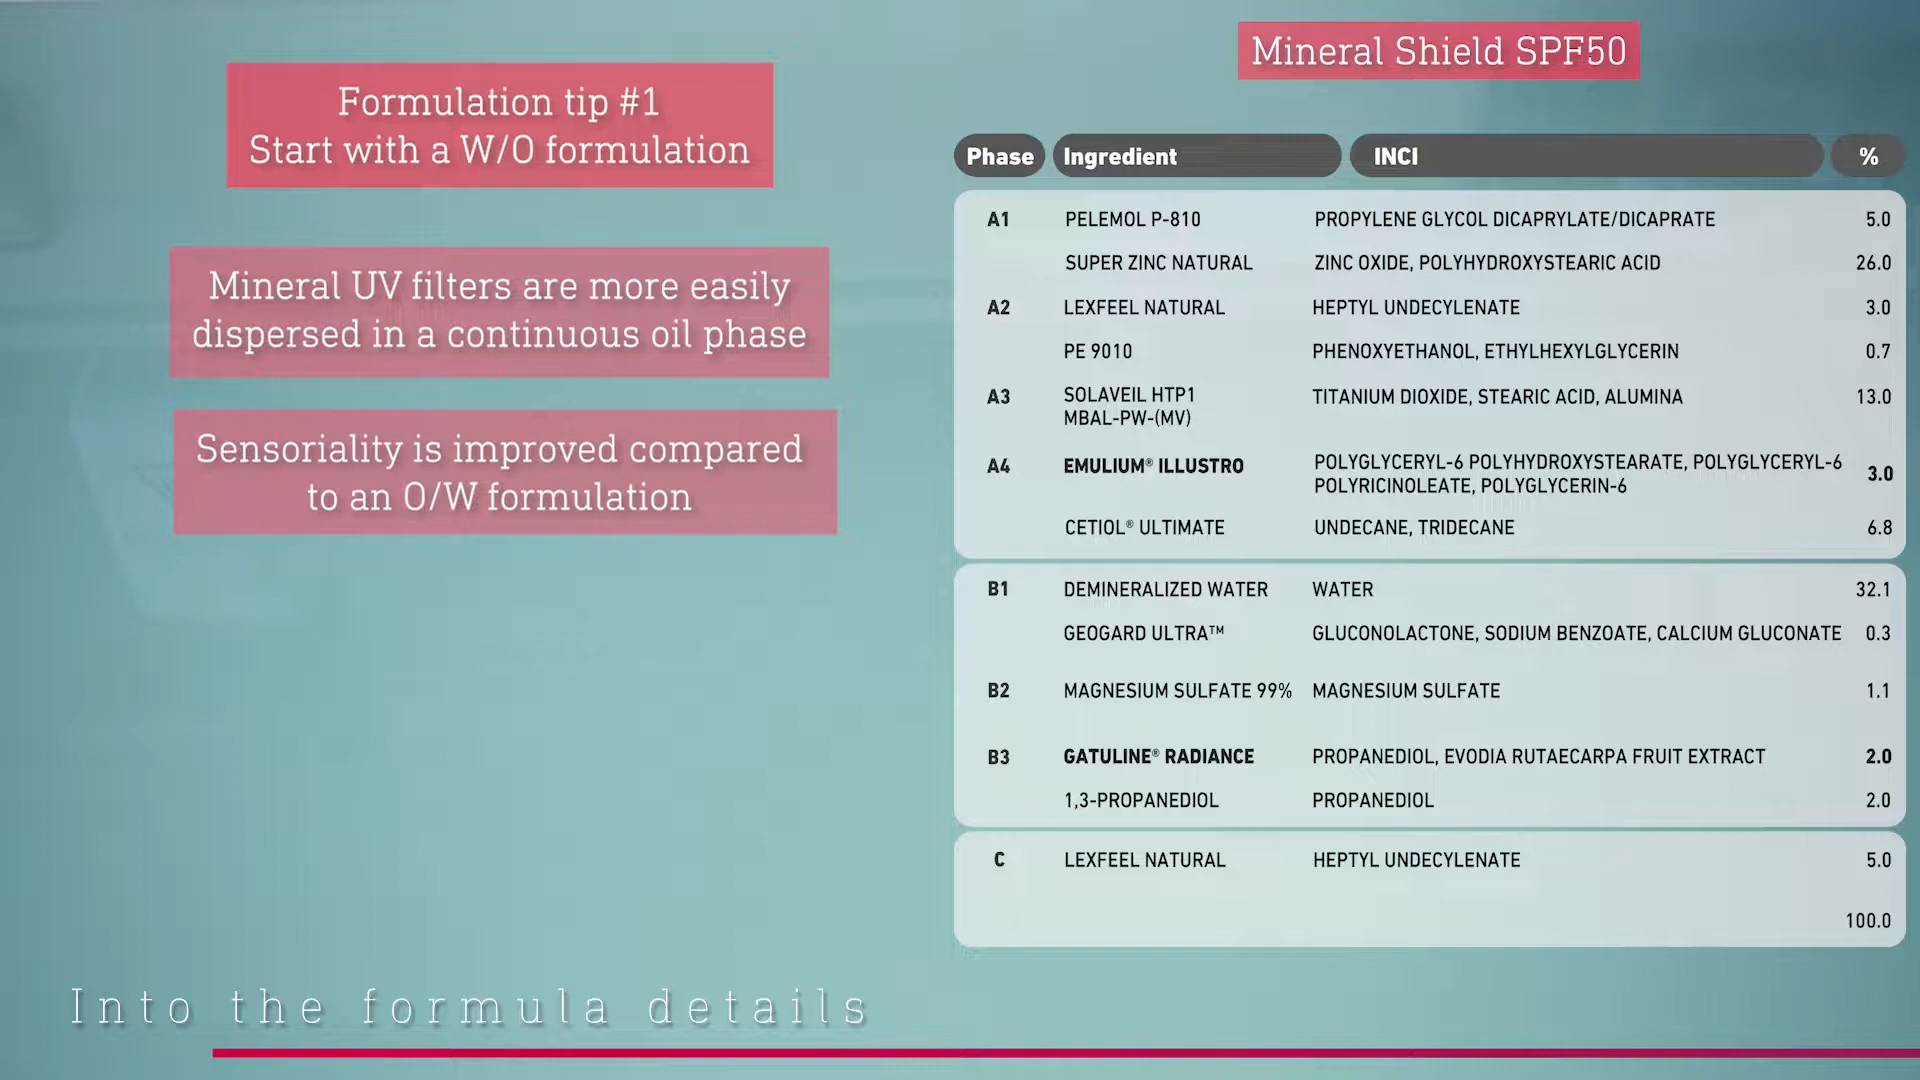 Formulation tip #1
Start with a W/O formulation
Mineral UV filters are more easily
dispersed in a continuous oil phase
Sensoriality is improved compared
to an O/W formulation
Mineral Shield SPF50
Phase Ingredient INCI %
A1 PELEMOL P-810 PROPYLENE GLYCOL DICAPRYLATE/DICAPRATE 5.0
SUPER ZINC NATURAL ZINC OXIDE, POLYHYDROXYSTEARIC ACID 26.0
A2 LEXFEEL NATURAL HEPTYL UNDECYLENATE 3.0
PE 9010 PHENOXYETHANOL, ETHYLHEXYLGLYCERIN 0.7
A3 SOLAVEIL HTP1 TITANIUM DIOXIDE, STEARIC ACID, ALUMINA 13.0
MBAL-PW-(MV)
A4 EMULIUM® ILLUSTRO POLYGLYCERYL-6 POLYHYDROXYSTEARATE, POLYGLYCERYL-6 3.0
POLYRICINOLEATE, POLYGLYCERIN-6
CETIOL® ULTIMATE UNDECANE, TRIDECANE 6.8
B1 DEMINERALIZED WATER WATER 32.1
GEOGARD ULTRA™ GLUCONOLACTONE, SODIUM BENZOATE, CALCIUM GLUCONATE 0.3
B2 MAGNESIUM SULFATE 99% MAGNESIUM SULFATE 1.1
B3 GATULINE® RADIANCE PROPANEDIOL, EVODIA RUTAECARPA FRUIT EXTRACT 2.0
1,3-PROPANEDIOL PROPANEDIOL 2.0
C LEXFEEL NATURAL HEPTYL UNDECYLENATE 5.0
100.0
Into the formula details